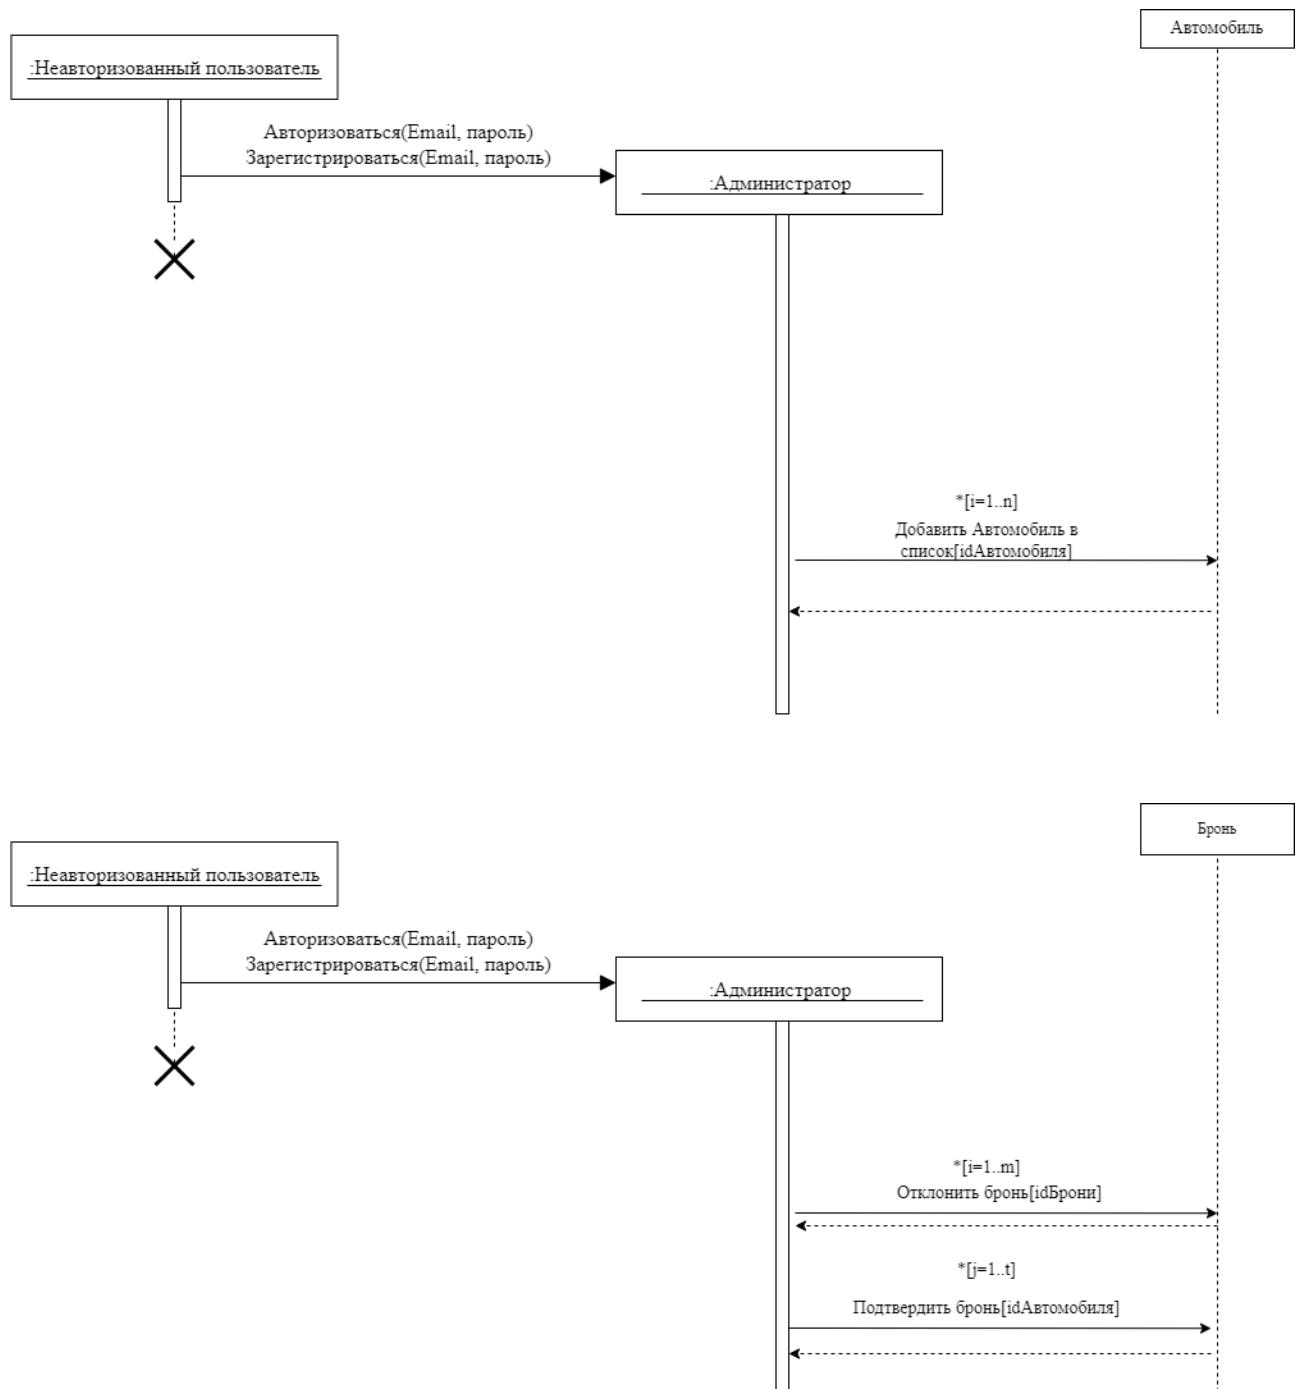 Автомобиль
:Неавторизованный пользователь
Авторизоваться(Email, пароль)
Зарегистрироваться(Email, пароль)
:Администратор
*[i=1..n]
Добавить Автомобиль в
список[idАвтомобиля]
Бронь
:Неавторизованный пользователь
Авторизоваться(Email, пароль)
Зарегистрироваться(Email, пароль)
:Администратор
*[i=1..m]
Отклонить бронь[idБрони]
*[j=1..t]
Подтвердить бронь[idАвтомобиля]